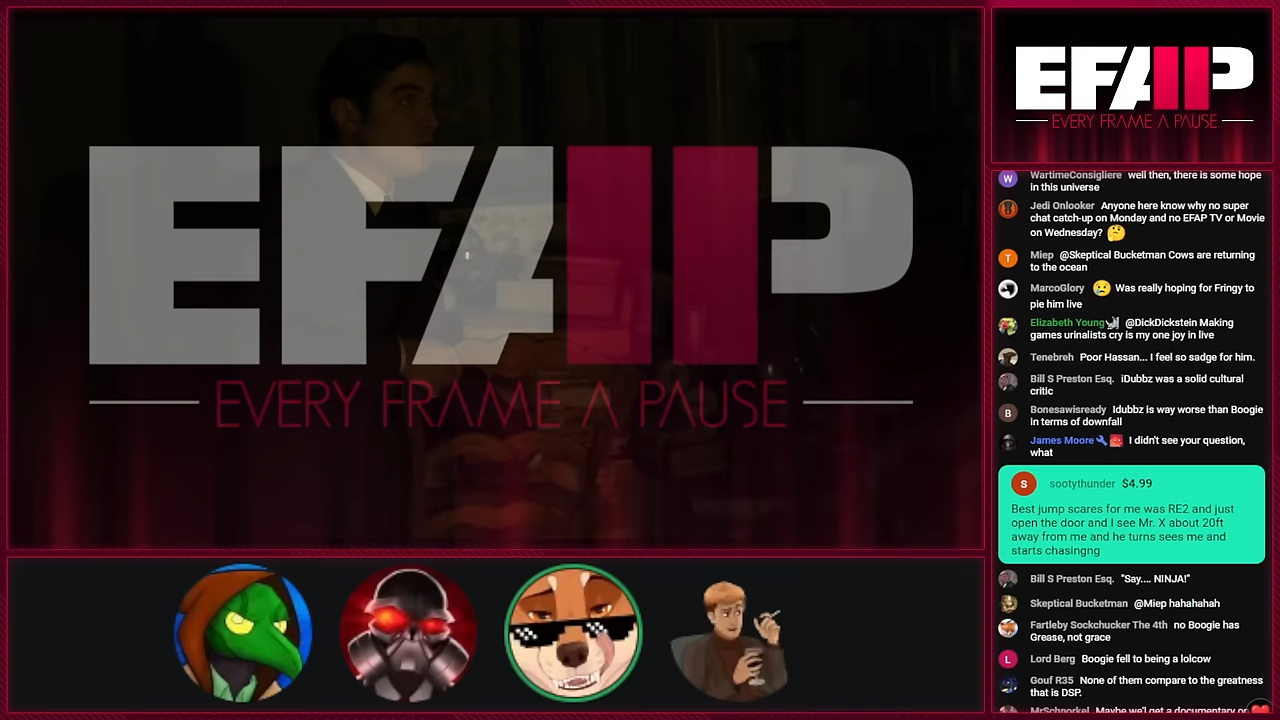 EFAP
EVERY FRAME A PAUSE
EFAP
EVERY FRAME A PAUSE
W WartimeConsigliere well then, there is some hope
in this universe
Jedi Onlooker Anyone here know why no super
chat catch-up on Monday and no EFAP TV or Movie
on Wednesday? 🤔
T Miep @Skeptical Bucketman Cows are returning
to the ocean
MarcoGlory 😢 Was really hoping for Fringy to
pie him live
Elizabeth Young @DickDickstein Making
games urinalists cry is my one joy in live
Tenebreh Poor Hassan... I feel so sadge for him.
Bill S Preston Esq. iDubbz was a solid cultural
critic
B Bonesawisready Idubbz is way worse than Boogie
in terms of downfall
James Moore I didn't see your question,
what
S sootythunder $4.99
Best jump scares for me was RE2 and just
open the door and I see Mr. X about 20ft
away from me and he turns sees me and
starts chasingng
Bill S Preston Esq. "Say.... NINJA!"
Skeptical Bucketman @Miep hahahahah
Fartleby Sockchucker The 4th no Boogie has
Grease, not grace
L Lord Berg Boogie fell to being a lolcow
Gouf R35 None of them compare to the greatness
that is DSP.
MrSchnorkel Maybe we'l get a documentary or